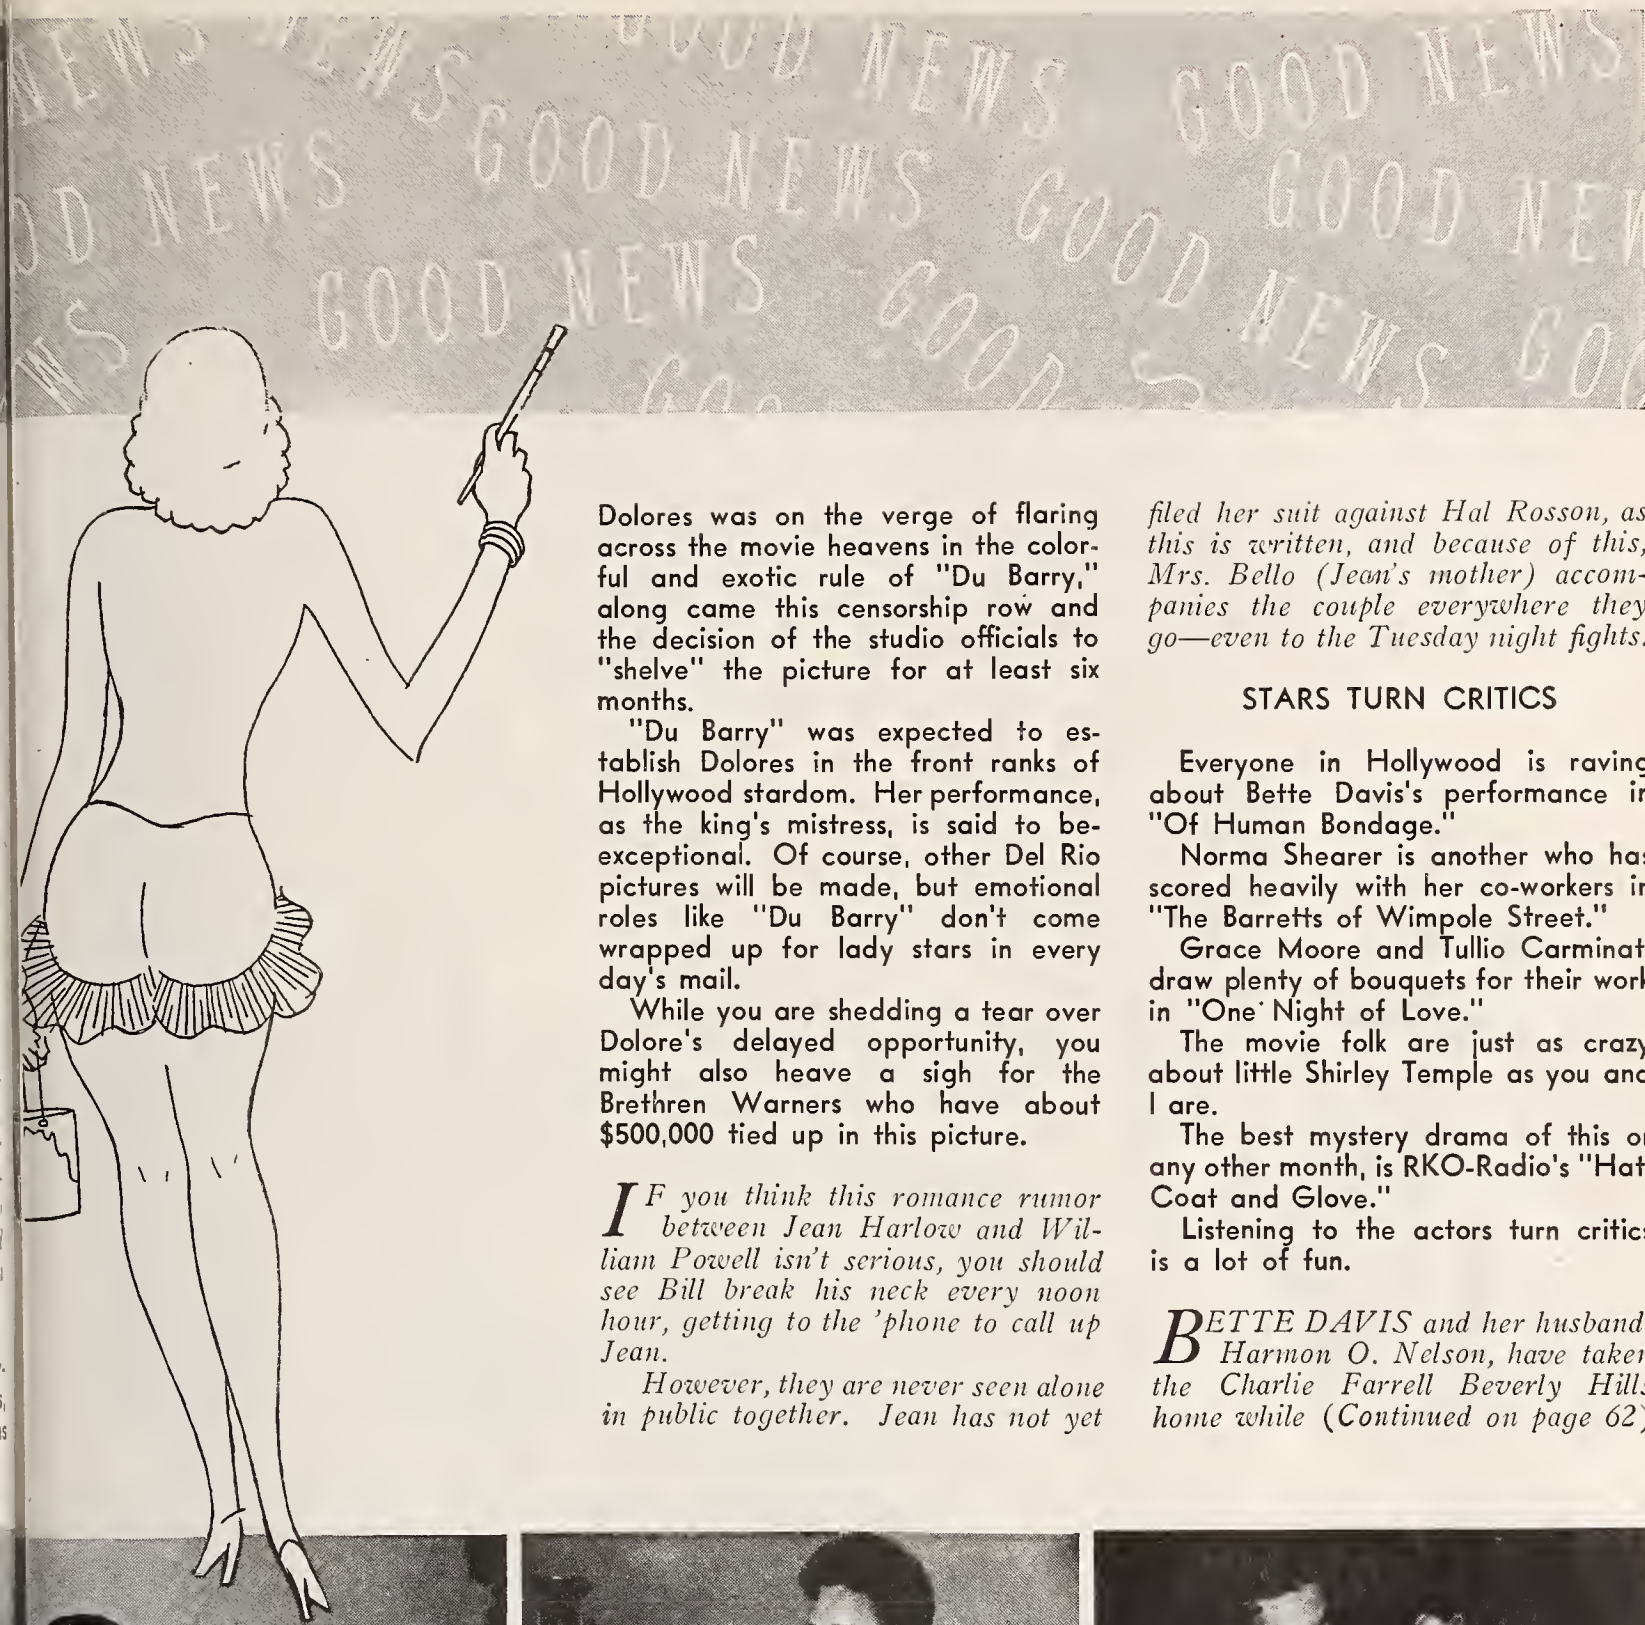 NEWS NEWS GOOD NEWS GOOD NEWS
GOOD NEWS GOOD NEWS
OD NEWS GOOD NEWS GOOD NEWS
GOOD NEWS GOOD
WS GOO
Dolores was on the verge of flaring
across the movie heavens in the color-
ful and exotic rule of "Du Barry,"
along came this censorship row and
the decision of the studio officials to
"shelve" the picture for at least six
months.
"Du Barry" was expected to es-
tablish Dolores in the front ranks of
Hollywood stardom. Her performance,
as the king's mistress, is said to be-
exceptional. Of course, other Del Rio
pictures will be made, but emotional
roles like "Du Barry" don't come
wrapped up for lady stars in every
day's mail.
While you are shedding a tear over
Dolore's delayed opportunity, you
might also heave a sigh for the
Brethren Warners who have about
$500,000 tied up in this picture.
IF you think this romance rumor
between Jean Harlow and Wil-
liam Powell isn't serious, you should
see Bill break his neck every noon
hour, getting to the 'phone to call up
Jean.
However, they are never seen alone
in public together. Jean has not yet
filed her suit against Hal Rosson, as
this is written, and because of this,
Mrs. Bello (Jean's mother) accom-
panies the couple everywhere they
go—even to the Tuesday night fights.
STARS TURN CRITICS
Everyone in Hollywood is raving
about Bette Davis's performance in
"Of Human Bondage."
Norma Shearer is another who has
scored heavily with her co-workers in
"The Barretts of Wimpole Street."
Grace Moore and Tullio Carminat
draw plenty of bouquets for their work
in "One Night of Love."
The movie folk are just as crazy
about little Shirley Temple as you and
I are.
The best mystery drama of this or
any other month, is RKO-Radio's "Hat
Coat and Glove."
Listening to the actors turn critics
is a lot of fun.
BETTE DAVIS and her husband
Harmon O. Nelson, have taken
the Charlie Farrell Beverly Hills
home while (Continued on page 62)